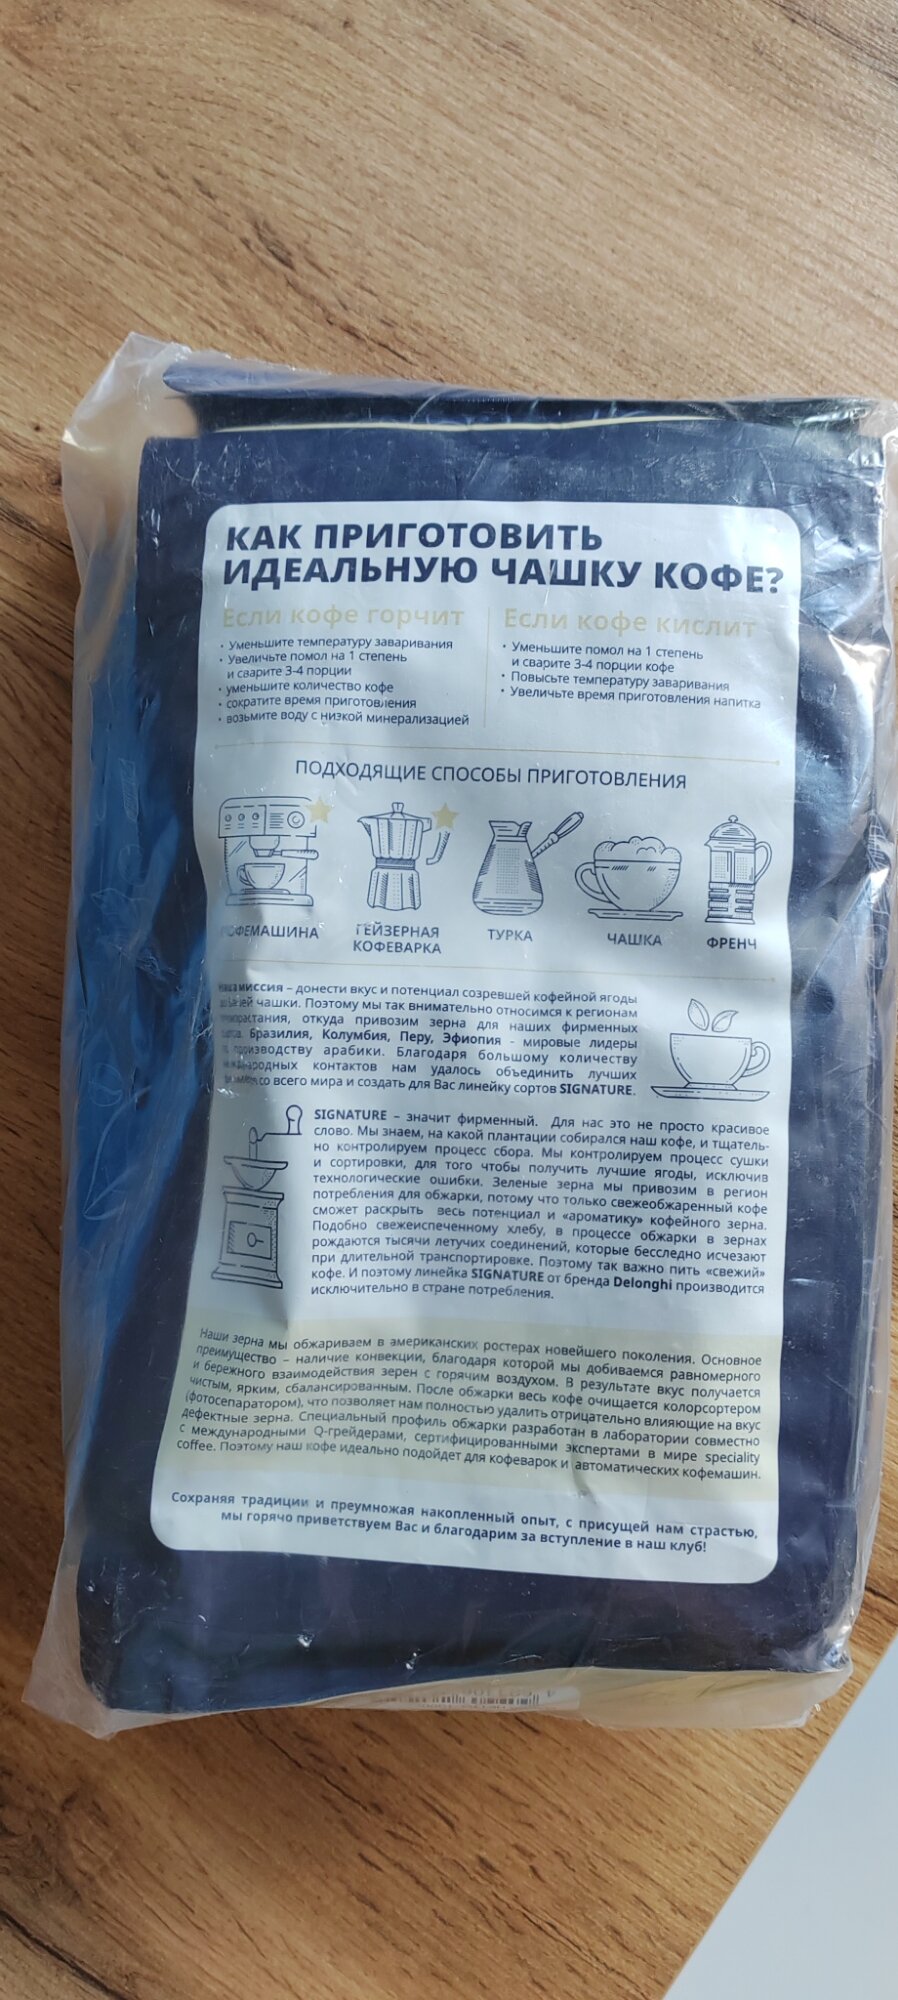 КАК ПРИГОТОВИТЬ
ИДЕАЛЬНУЮ ЧАШКУ КОФЕ?
Если кофе горчит
• Уменьшите температуру заваривания
• Увеличьте помол на 1 степень
и сварите 3-4 порции
• уменьшите количество кофе
• сократите время приготовления
• возьмите воду с низкой минерализацией
Если кофе кислит
• Уменьшите помол на 1 степень
и сварите 3-4 порции кофе
• Повысьте температуру заваривания
• Увеличьте время приготовления напитка
ПОДХОДЯЩИЕ СПОСОБЫ ПРИГОТОВЛЕНИЯ
КОФЕМАШИНА
ГЕЙЗЕРНАЯ
КОФЕВАРКА
ТУРКА
ЧАШКА
ФРЕНЧ
Наша миссия – донести вкус и потенциал созревшей кофейной ягоды
чашки. Поэтому мы так внимательно относимся к регионам
произрастания, откуда привозим зерна для наших фирменных
Бразилия, Колумбия, Перу, Эфиопия - мировые лидеры
производству арабики. Благодаря большому количеству
международных контактов нам удалось объединить лучших
со всего мира и создать для Вас линейку сортов SIGNATURE.
SIGNATURE – значит фирменный. Для нас это не просто красивое
слово. Мы знаем, на какой плантации собирался наш кофе, и тщатель-
но контролируем процесс сбора. Мы контролируем процесс сушки
и сортировки, для того чтобы получить лучшие ягоды, исключив
технологические ошибки. Зеленые зерна мы привозим в регион
потребления для обжарки, потому что только свежеобжаренный кофе
сможет раскрыть весь потенциал и «ароматику» кофейного зерна.
Подобно свежеиспеченному хлебу, в процессе обжарки в зернах
рождаются тысячи летучих соединений, которые бесследно исчезают
при длительной транспортировке. Поэтому так важно пить «свежий»
кофе. И поэтому линейка SIGNATURE от бренда Delonghi производится
исключительно в стране потребления.
Наши зерна мы обжариваем в американских ростерах новейшего поколения. Основное
преимущество – наличие конвекции, благодаря которой мы добиваемся равномерного
и бережного взаимодействия зерен с горячим воздухом. В результате вкус получается
чистым, ярким, сбалансированным. После обжарки весь кофе очищается колорсортером
(фотосепаратором), что позволяет нам полностью удалить отрицательно влияющие на вкус
дефектные зерна. Специальный профиль обжарки разработан в лаборатории совместно
с международными Q-грейдерами, сертифицированными экспертами в мире speciality
coffee. Поэтому наш кофе идеально подойдет для кофеварок и автоматических кофемашин.
Сохраняя традиции и преумножая накопленный опыт, с присущей нам страстью,
мы горячо приветствуем Вас и благодарим за вступление в наш клуб!